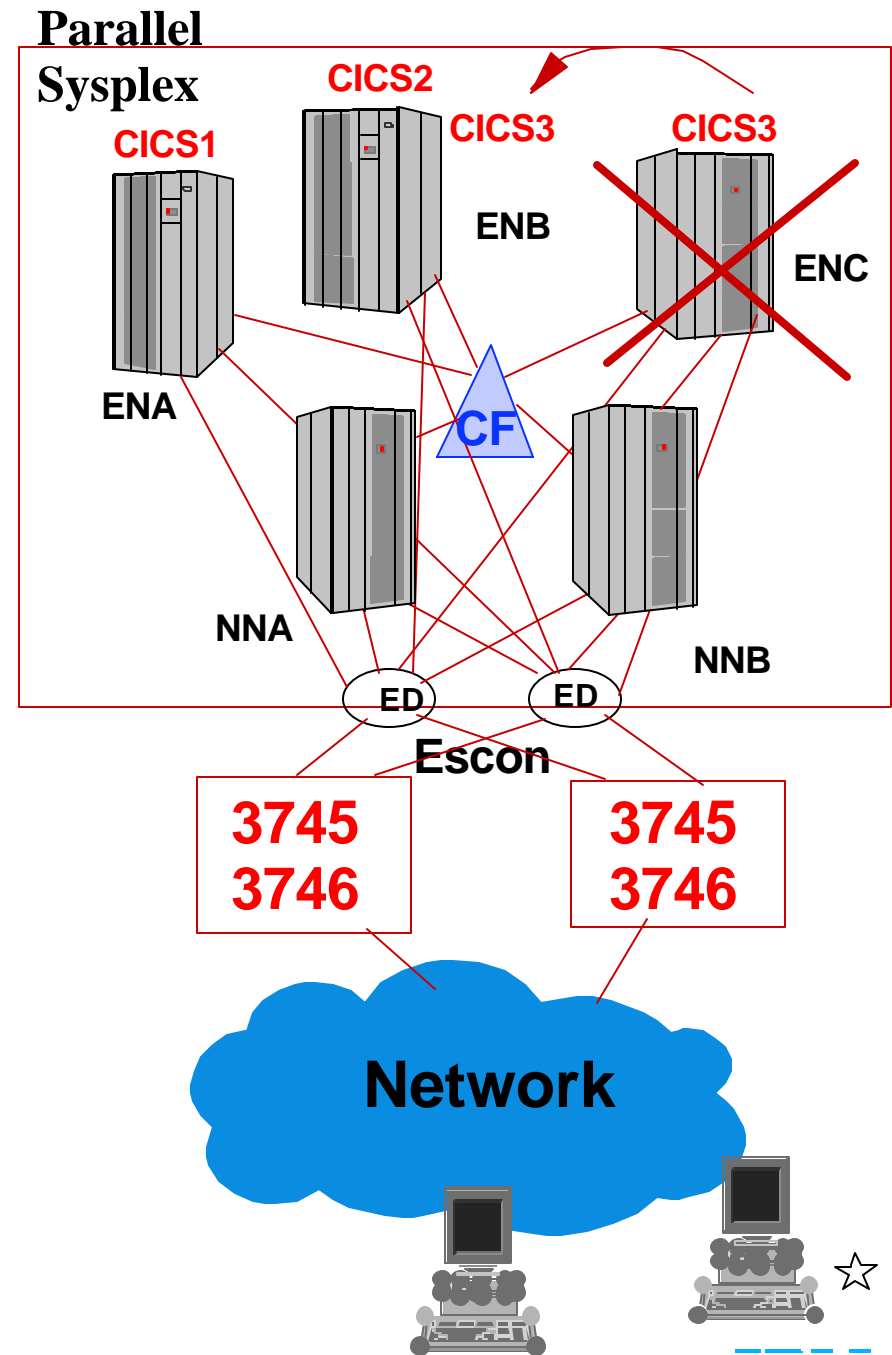 Parallel
Sysplex
CICS2
CICS1
CICS3
CICS3
ENB
ENC
ENA
CF
NNA
NNB
ED
ED
Escon
3745
3746
3745
3746
Network